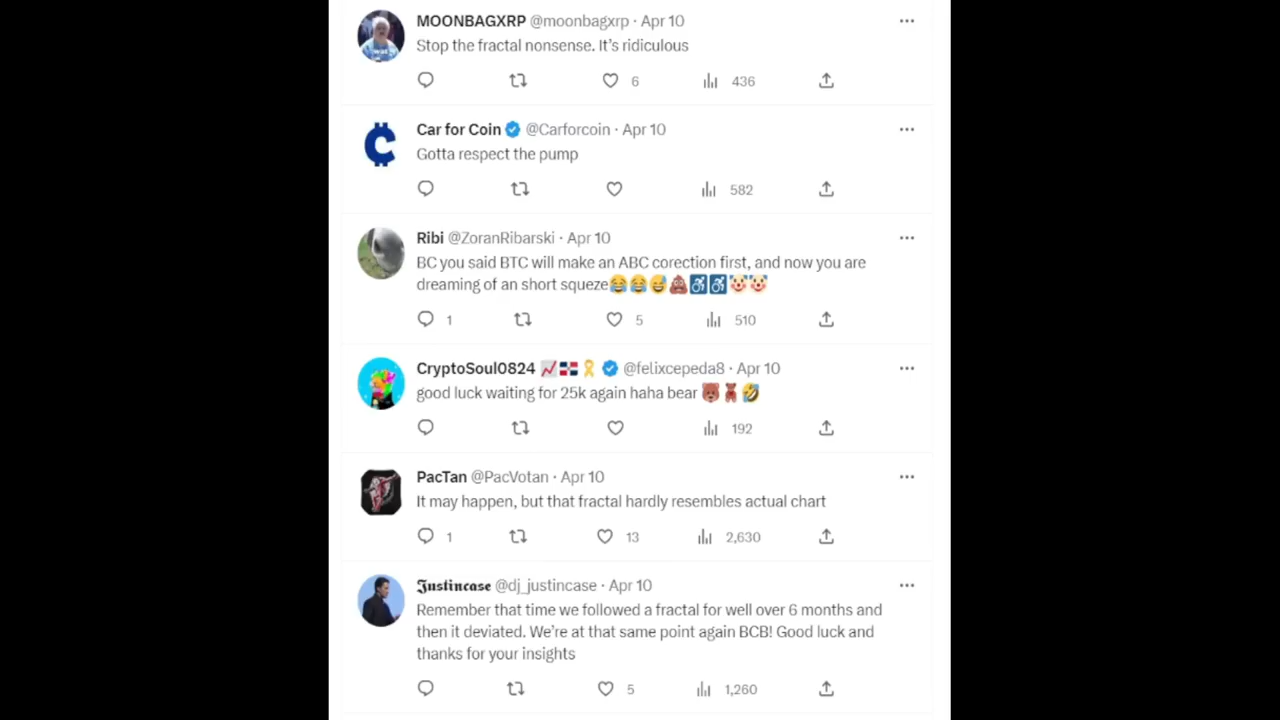 MOONBAGXRP @moonbagxrp · Apr 10
Stop the fractal nonsense. It's ridiculous
6 436
Car for Coin @Carforcoin · Apr 10
Gotta respect the pump
582
Ribi @ZoranRibarski · Apr 10
BC you said BTC will make an ABC corection first, and now you are
dreaming of an short squeze😂😂😅💩♿♿🤡🤡
1 5 510
CryptoSoul0824 📈🇩🇴🎗️ @felixcepeda8 · Apr 10
good luck waiting for 25k again haha bear 🐻🧸🤣
192
PacTan @PacVotan · Apr 10
It may happen, but that fractal hardly resembles actual chart
1 13 2,630
𝕵𝖚𝖘𝖙𝖎𝖓𝖈𝖆𝖘𝖊 @dj_justincase · Apr 10
Remember that time we followed a fractal for well over 6 months and
then it deviated. We're at that same point again BCB! Good luck and
thanks for your insights
5 1,260